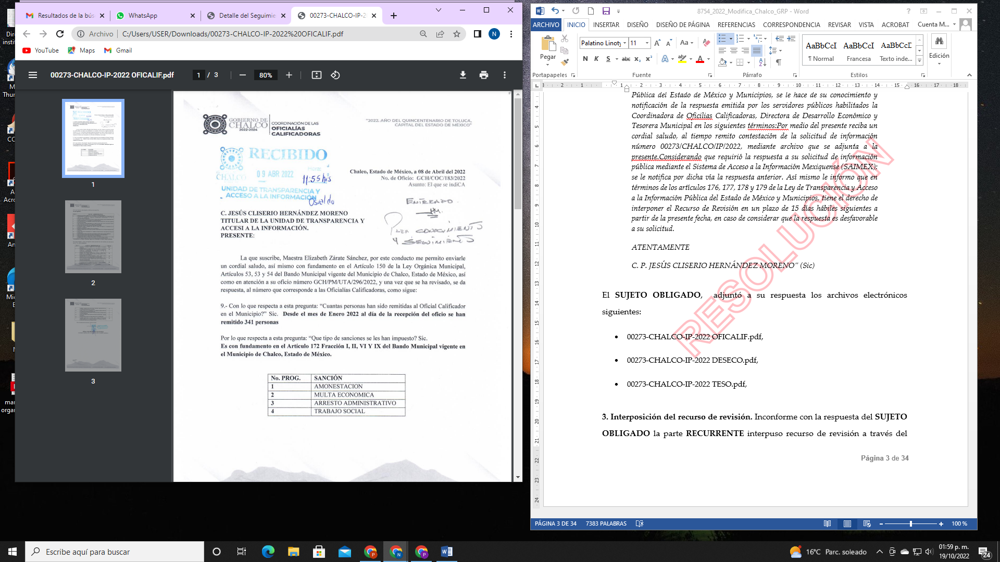 Resultados de la bús
WhatsApp
Detalle del Seguimie
00273-CHALCO-IP-2
Archivo
C:/Users/USER/Downloads/00273-CHALCO-IP-2022%20OFICALIF.pdf
N
YouTube
Maps
Gmail
00273-CHALCO-IP-2022 OFICALIF.pdf
1 / 3
80%
1
2
3
GOBIERNO DE
CHALCO
2022-2024
COORDINACIÓN DE LAS
OFICIALÍAS
CALIFICADORAS
"2022. AÑO DEL QUINCENTENARIO DE TOLUCA,
CAPITAL DEL ESTADO DE MÉXICO"
RECIBIDO
CHALCO
09 ABR 2022
11:55 hrs
UNIDAD DE TRANSPARENCIA Y
ACCESO A LA INFORMACIÓN
Osvaldo
Chalco, Estado de México, a 08 de Abril del 2022
No. de Oficio: GCH/COC/183/2022
Asunto: El que se indiCA
ENTERADO
C. JESÚS CLISERIO HERNÁNDEZ MORENO
TITULAR DE LA UNIDAD DE TRANSPARENCIA Y
ACCESI A LA INFORMACIÓN.
PRESENTE:
CONOCIMIENTO
Y SEGUIMIENTO
La que suscribe, Maestra Elizabeth Zárate Sánchez, por este conducto me permito enviarle
un cordial saludo, así mismo con fundamento en el Artículo 150 de la Ley Orgánica Municipal,
Artículos 53, 53 y 54 del Bando Municipal vigente del Municipio de Chalco, Estado de México, así
como en atención a su oficio número GCH/PM/UTA/296/2022, y una vez que se ha revisado, se da
respuesta, al número que corresponde a las Oficialías Calificadoras, como sigue:
9.- Con lo que respecta a esta pregunta: "Cuantas personas han sido remitidas al Oficial Calificador
en el Municipio?" Sic. Desde el mes de Enero 2022 al día de la recepción del oficio se han
remitido 341 personas
Por lo que respecta a esta pregunta: "Que tipo de sanciones se les han impuesto? Sic.
Es con fundamento en el Artículo 172 Fracción I, II, VI Y IX del Bando Municipal vigente en
el Municipio de Chalco, Estado de México.
No. PROG. SANCIÓN
1 AMONESTACION
2 MULTA ECONOMICA
3 ARRESTO ADMINISTRATIVO
4 TRABAJO SOCIAL
8754_2022_Modifica_Chalco_GRP - Word
ARCHIVO INICIO INSERTAR DISEÑO DISEÑO DE PÁGINA REFERENCIAS CORRESPONDENCIA REVISAR VISTA ACROBAT Cuenta M...
Pegar
Palatino Linoty 11
N K S abc x₂ x²
AaBbCcI AaBbCcI AaBbCcI
¶ Normal Francesa Texto inde...
Edición
Portapapeles Fuente Párrafo Estilos
Pública del Estado de México y Municipios, se le hace de su conocimiento y
notificación de la respuesta emitida por los servidores públicos habilitados la
Coordinadora de Oficilias Calificadoras, Directora de Desarrollo Económico y
Tesorera Municipal en los siguientes términos:Por medio del presente reciba un
cordial saludo, al tiempo remito contestación de la solicitud de información
número 00273/CHALCO/IP/2022, mediante archivo que se adjunta a la
presente.Considerando que requirió la respuesta a su solicitud de información
pública mediante el Sistema de Acceso a la Información Mexiquense (SAIMEX);
se le notifica por dicha vía la respuesta anterior. Así mismo le informo que en
términos de los artículos 176, 177, 178 y 179 de la Ley de Transparencia y Acceso
a la Información Pública del Estado de México y Municipios, tiene el derecho de
interponer el Recurso de Revisión en un plazo de 15 días hábiles siguientes a
partir de la presente fecha, en caso de considerar que la respuesta es desfavorable
a su solicitud.
ATENTAMENTE
C. P. JESÚS CLISERIO HERNÁNDEZ MORENO" (Sic)
RESOLUCIÓN
El SUJETO OBLIGADO, adjuntó a su respuesta los archivos electrónicos
siguientes:
• 00273-CHALCO-IP-2022 OFICALIF.pdf,
• 00273-CHALCO-IP-2022 DESECO.pdf,
• 00273-CHALCO-IP-2022 TESO.pdf,
3. Interposición del recurso de revisión. Inconforme con la respuesta del SUJETO
OBLIGADO la parte RECURRENTE interpuso recurso de revisión a través del
Página 3 de 34
PÁGINA 3 DE 34 7383 PALABRAS
100 %
Escribe aquí para buscar
16°C Parc. soleado
01:59 p. m.
19/10/2022
24